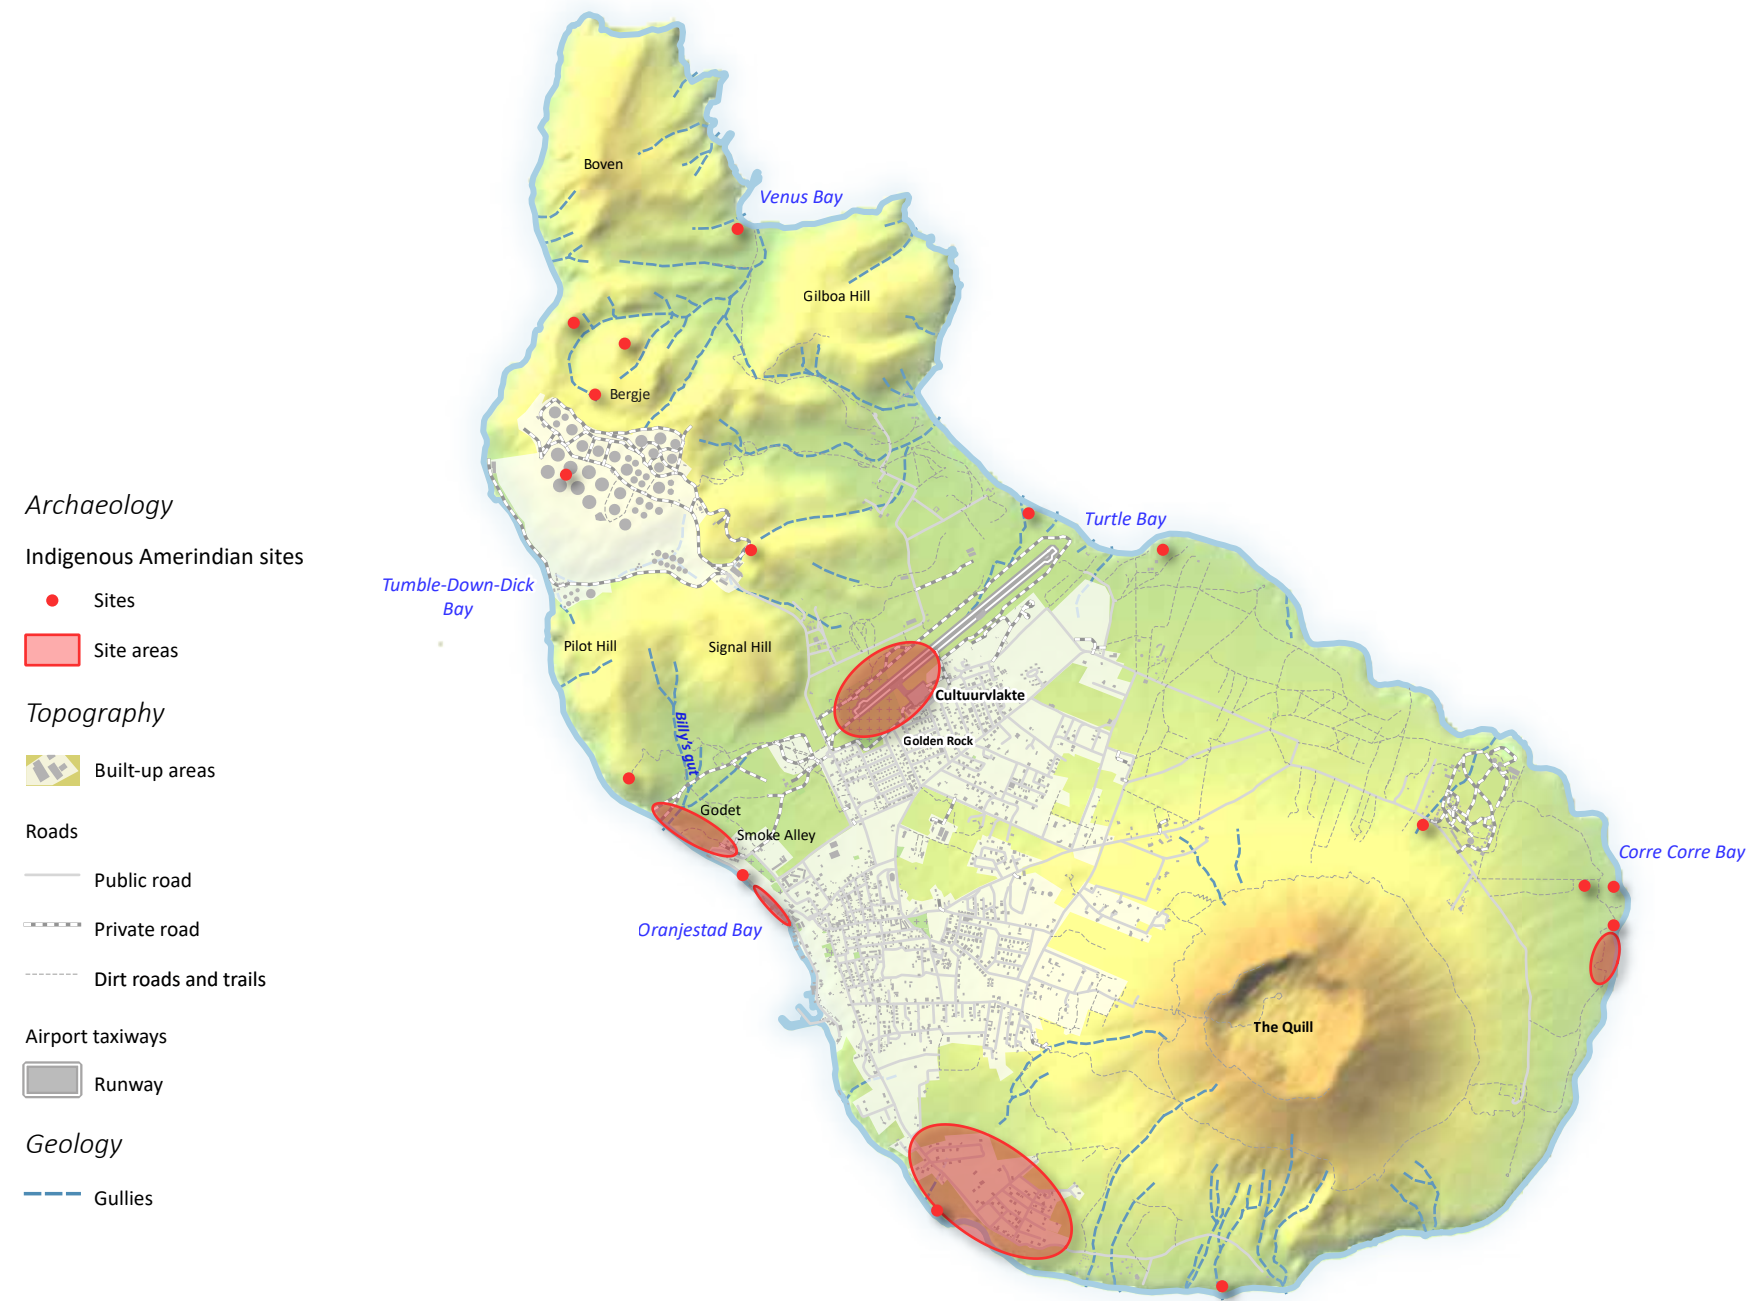 Boven
Venus Bay
Gilboa Hill
Bergje
Archaeology
Indigenous Amerindian sites
Sites
Site areas
Topography
Built-up areas
Roads
Public road
Private road
Dirt roads and trails
Airport taxiways
Runway
Geology
Gullies
Turtle Bay
Tumble-Down-Dick
Bay
Pilot Hill
Signal Hill
Cultuurvlakte
Billy's gut
Golden Rock
Godet
Smoke Alley
Corre Corre Bay
Oranjestad Bay
The Quill